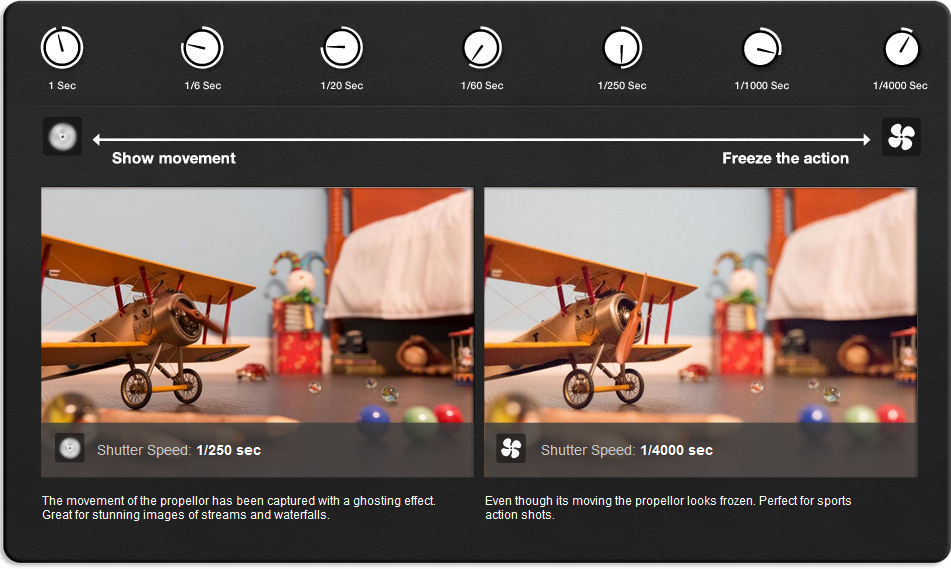 1 Sec
1/6 Sec
1/20 Sec
1/60 Sec
1/250 Sec
1/1000 Sec
1/4000 Sec
Show movement
Freeze the action
Shutter Speed: 1/250 sec
Shutter Speed: 1/4000 sec
The movement of the propellor has been captured with a ghosting effect.
Great for stunning images of streams and waterfalls.
Even though its moving the propellor looks frozen. Perfect for sports
action shots.